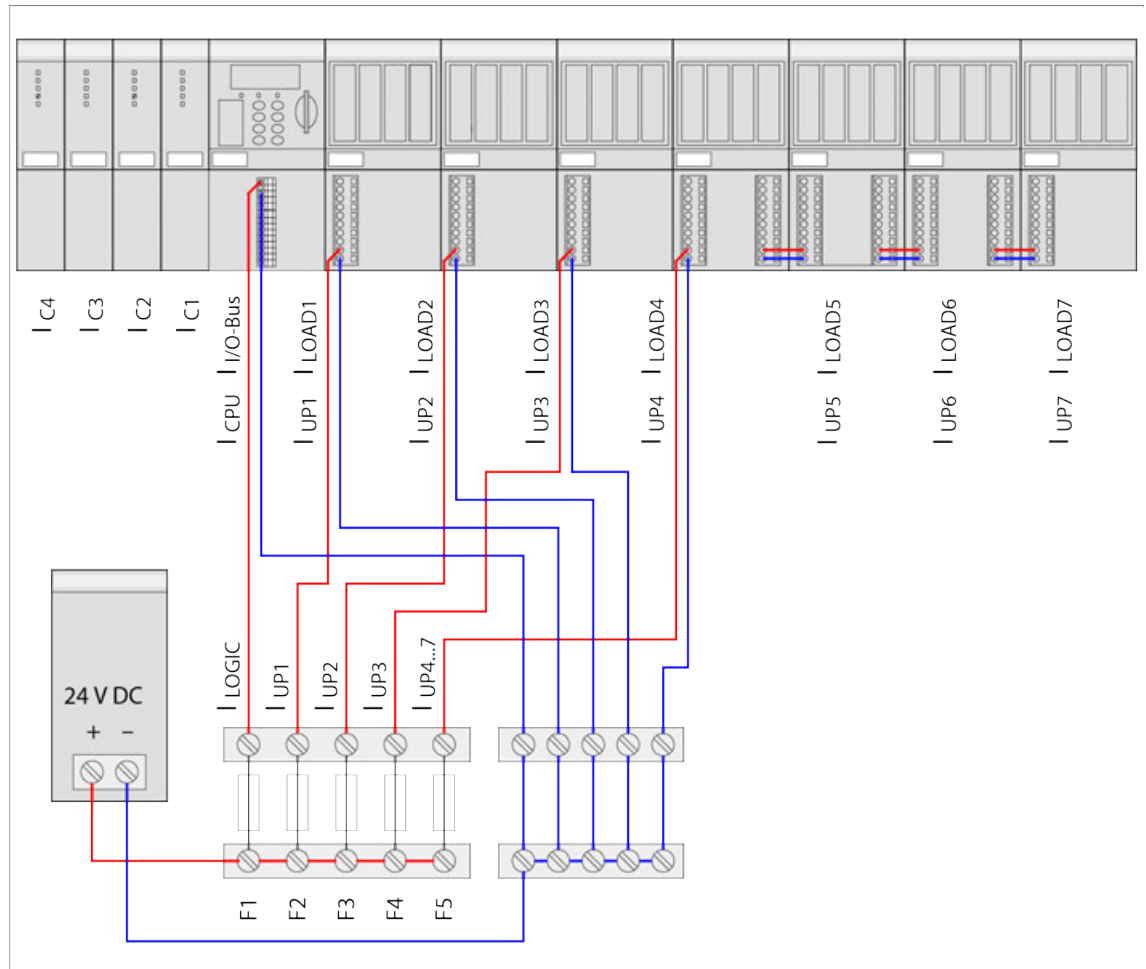 I C4
I C3
I C2
I C1
I I/O-Bus
I LOAD1
I LOAD2
I LOAD3
I LOAD4
I LOAD5
I LOAD6
I LOAD7
I CPU
I UP1
I UP2
I UP3
I UP4
I UP5
I UP6
I UP7
I LOGIC
I UP1
I UP2
I UP3
I UP4...7
24 V DC
+ –
F1
F2
F3
F4
F5